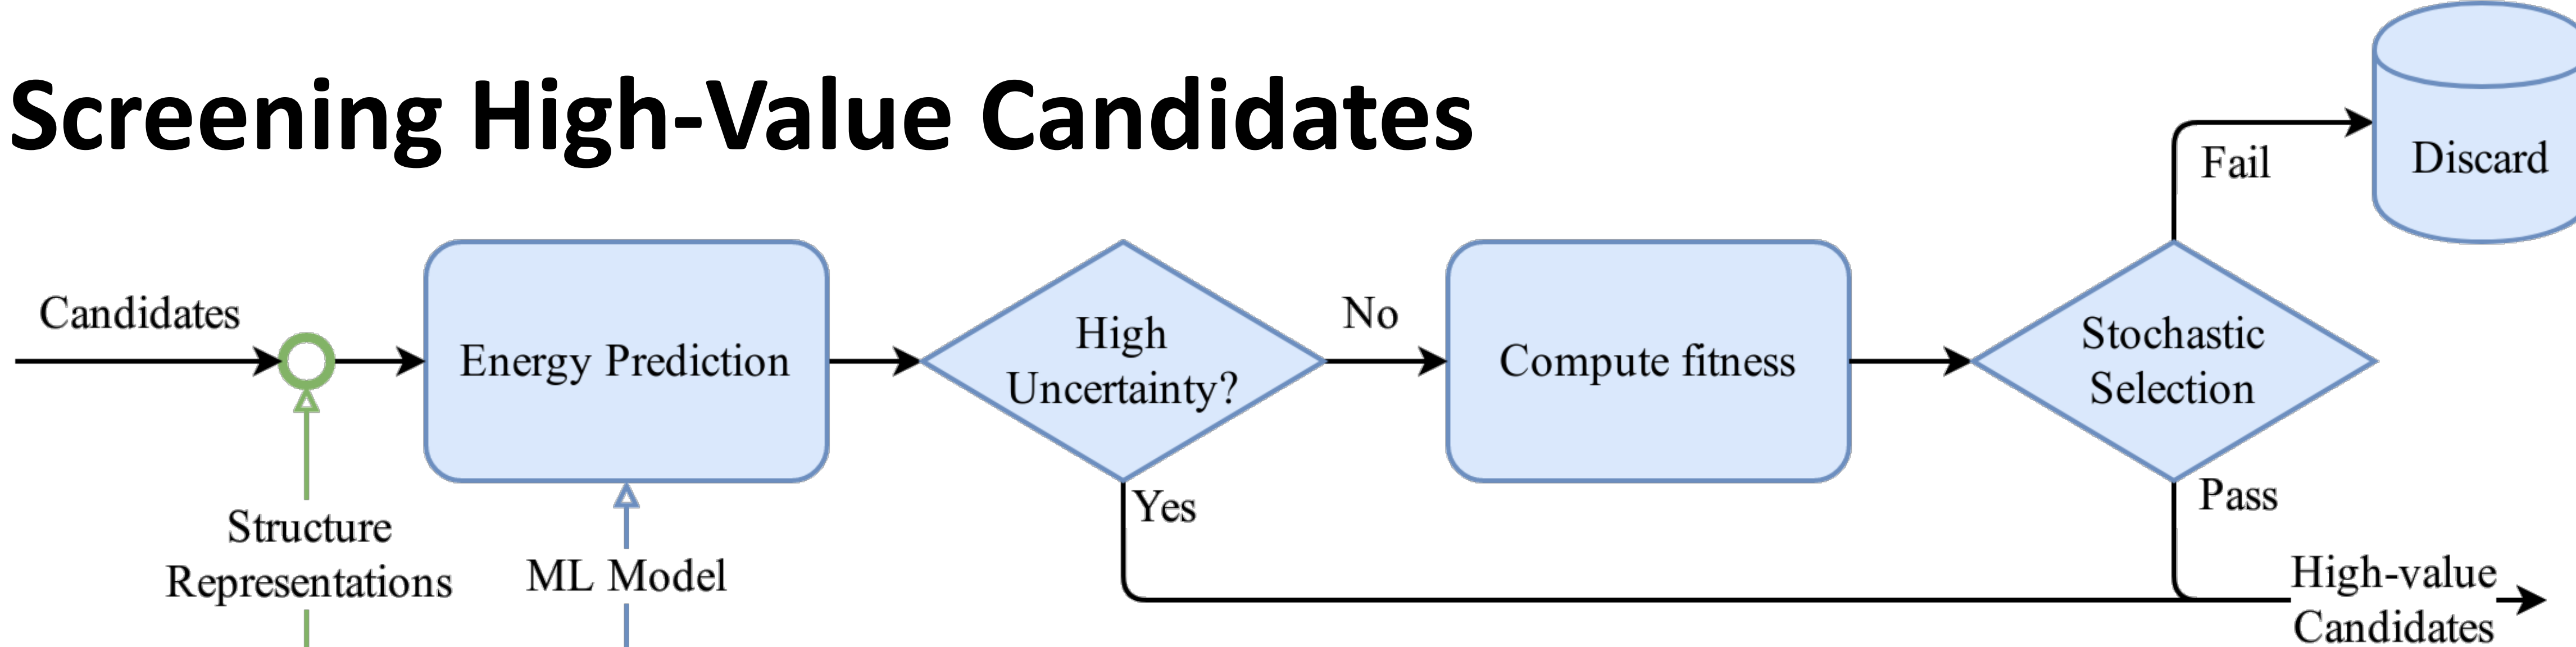 Screening High-Value Candidates
Candidates
Structure
Representations
Energy Prediction
ML Model
High
Uncertainty?
No
Yes
Compute fitness
Stochastic
Selection
Fail
Discard
Pass
High-value
Candidates